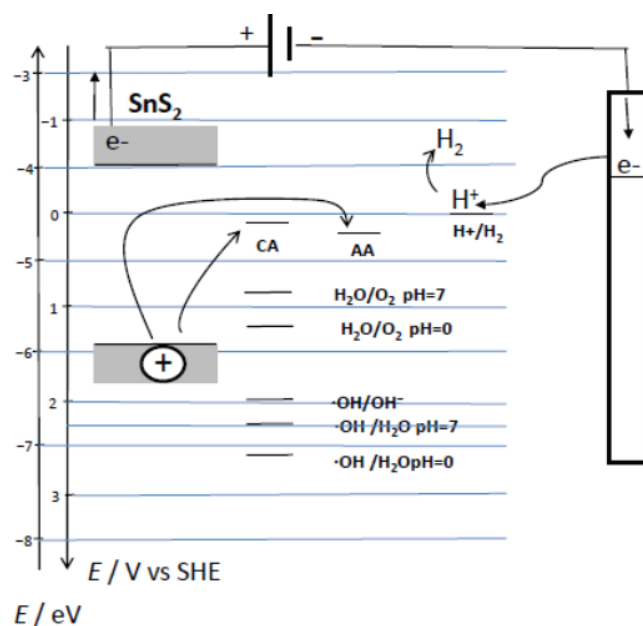 + −
−3
SnS₂
−1
e-
H₂
−4
e-
H⁺
0
H+/H₂
CA
AA
−5
H₂O/O₂ pH=7
1
H₂O/O₂ pH=0
−6
+
2
·OH/OH⁻
·OH /H₂O pH=7
−7
·OH /H₂OpH=0
3
−8
E / V vs SHE
E / eV